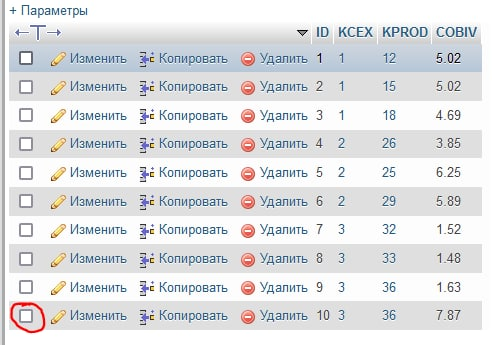 + Параметры
←T→ ▼ ID KCEX KPROD COBIV
Изменить Копировать Удалить 1 1 12 5.02
Изменить Копировать Удалить 2 1 15 5.02
Изменить Копировать Удалить 3 1 18 4.69
Изменить Копировать Удалить 4 2 26 3.85
Изменить Копировать Удалить 5 2 25 6.25
Изменить Копировать Удалить 6 2 29 5.89
Изменить Копировать Удалить 7 3 32 1.52
Изменить Копировать Удалить 8 3 33 1.48
Изменить Копировать Удалить 9 3 36 1.63
Изменить Копировать Удалить 10 3 36 7.87